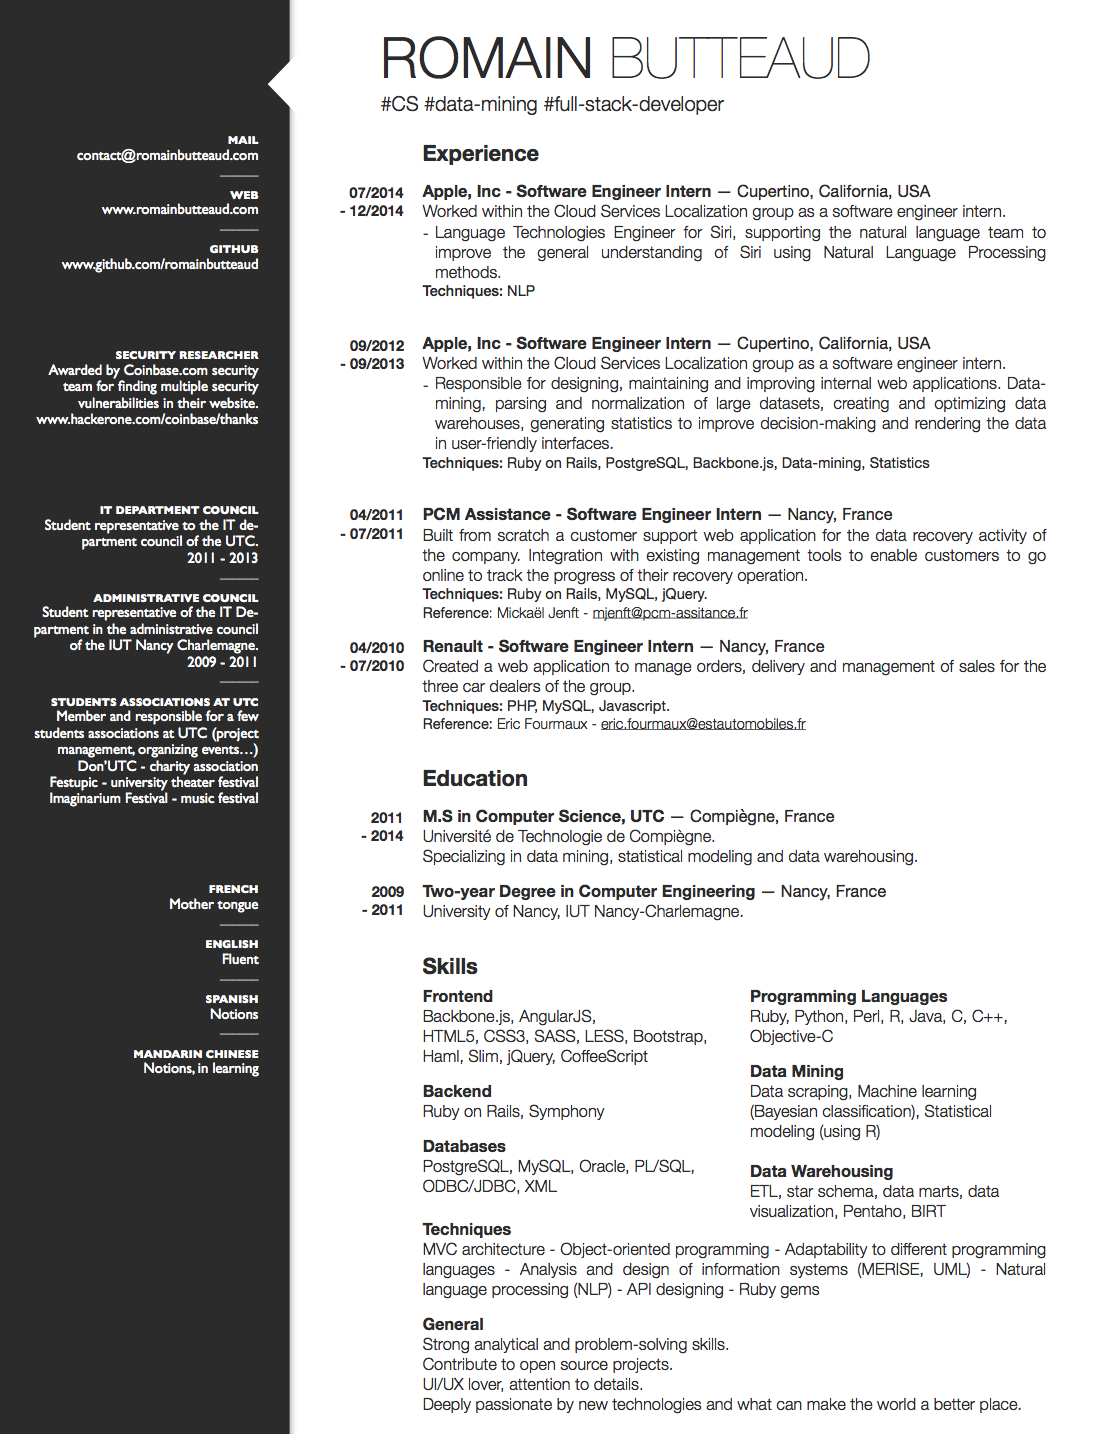 ROMAIN BUTTEAUD
#CS #data-mining #full-stack-developer
MAIL
contact@romainbutteaud.com
WEB
www.romainbutteaud.com
GITHUB
www.github.com/romainbutteaud
SECURITY RESEARCHER
Awarded by Coinbase.com security
team for finding multiple security
vulnerabilities in their website.
www.hackerone.com/coinbase/thanks
IT DEPARTMENT COUNCIL
Student representative to the IT de-
partment council of the UTC.
2011 - 2013
ADMINISTRATIVE COUNCIL
Student representative of the IT De-
partment in the administrative council
of the IUT Nancy Charlemagne.
2009 - 2011
STUDENTS ASSOCIATIONS AT UTC
Member and responsible for a few
students associations at UTC (project
management, organizing events…)
Don'UTC - charity association
Festupic - university theater festival
Imaginarium Festival - music festival
FRENCH
Mother tongue
ENGLISH
Fluent
SPANISH
Notions
MANDARIN CHINESE
Notions, in learning
Experience
07/2014 Apple, Inc - Software Engineer Intern — Cupertino, California, USA
- 12/2014 Worked within the Cloud Services Localization group as a software engineer intern.
- Language Technologies Engineer for Siri, supporting the natural language team to
improve the general understanding of Siri using Natural Language Processing
methods.
Techniques: NLP
09/2012 Apple, Inc - Software Engineer Intern — Cupertino, California, USA
- 09/2013 Worked within the Cloud Services Localization group as a software engineer intern.
- Responsible for designing, maintaining and improving internal web applications. Data-
mining, parsing and normalization of large datasets, creating and optimizing data
warehouses, generating statistics to improve decision-making and rendering the data
in user-friendly interfaces.
Techniques: Ruby on Rails, PostgreSQL, Backbone.js, Data-mining, Statistics
04/2011 PCM Assistance - Software Engineer Intern — Nancy, France
- 07/2011 Built from scratch a customer support web application for the data recovery activity of
the company. Integration with existing management tools to enable customers to go
online to track the progress of their recovery operation.
Techniques: Ruby on Rails, MySQL, jQuery.
Reference: Mickaël Jenft - mjenft@pcm-assitance.fr
04/2010 Renault - Software Engineer Intern — Nancy, France
- 07/2010 Created a web application to manage orders, delivery and management of sales for the
three car dealers of the group.
Techniques: PHP, MySQL, Javascript.
Reference: Eric Fourmaux - eric.fourmaux@estautomobiles.fr
Education
2011 M.S in Computer Science, UTC — Compiègne, France
- 2014 Université de Technologie de Compiègne.
Specializing in data mining, statistical modeling and data warehousing.
2009 Two-year Degree in Computer Engineering — Nancy, France
- 2011 University of Nancy, IUT Nancy-Charlemagne.
Skills
Frontend
Backbone.js, AngularJS,
HTML5, CSS3, SASS, LESS, Bootstrap,
Haml, Slim, jQuery, CoffeeScript
Backend
Ruby on Rails, Symphony
Databases
PostgreSQL, MySQL, Oracle, PL/SQL,
ODBC/JDBC, XML
Programming Languages
Ruby, Python, Perl, R, Java, C, C++,
Objective-C
Data Mining
Data scraping, Machine learning
(Bayesian classification), Statistical
modeling (using R)
Data Warehousing
ETL, star schema, data marts, data
visualization, Pentaho, BIRT
Techniques
MVC architecture - Object-oriented programming - Adaptability to different programming
languages - Analysis and design of information systems (MERISE, UML) - Natural
language processing (NLP) - API designing - Ruby gems
General
Strong analytical and problem-solving skills.
Contribute to open source projects.
UI/UX lover, attention to details.
Deeply passionate by new technologies and what can make the world a better place.